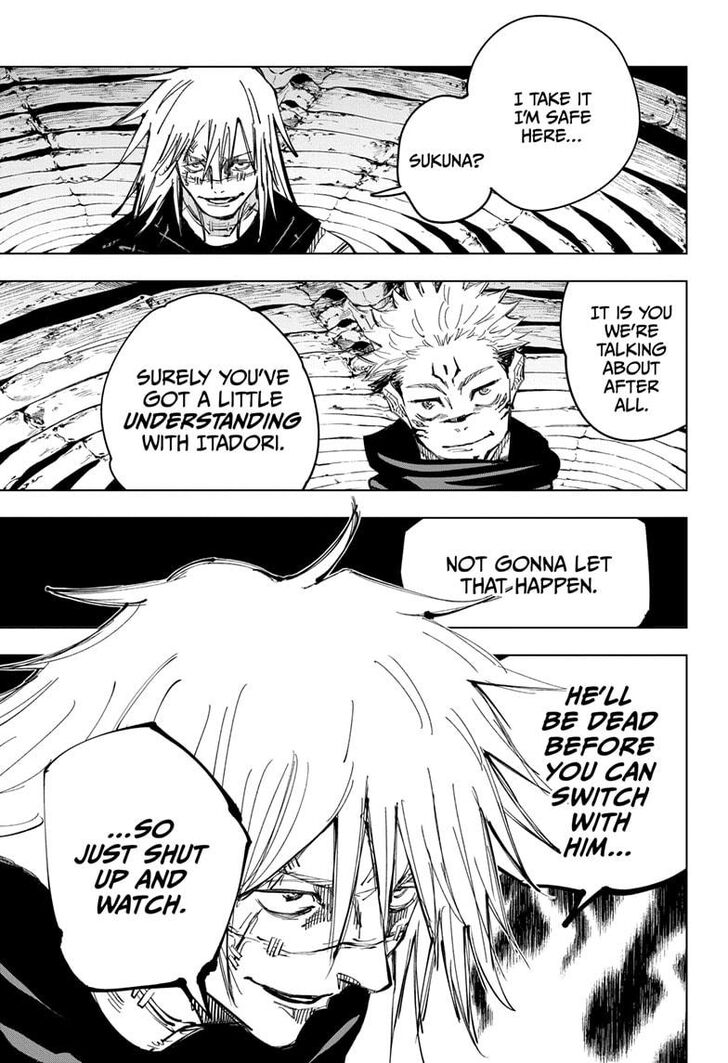 I TAKE IT
I'M SAFE
HERE...
SUKUNA?
IT IS YOU
WE'RE
TALKING
ABOUT
AFTER
ALL.
SURELY YOU'VE
GOT A LITTLE
UNDERSTANDING
WITH ITADORI.
NOT GONNA LET
THAT HAPPEN.
HE'LL
BE DEAD
BEFORE
YOU CAN
SWITCH
WITH
HIM...
...SO
JUST SHUT
UP AND
WATCH.